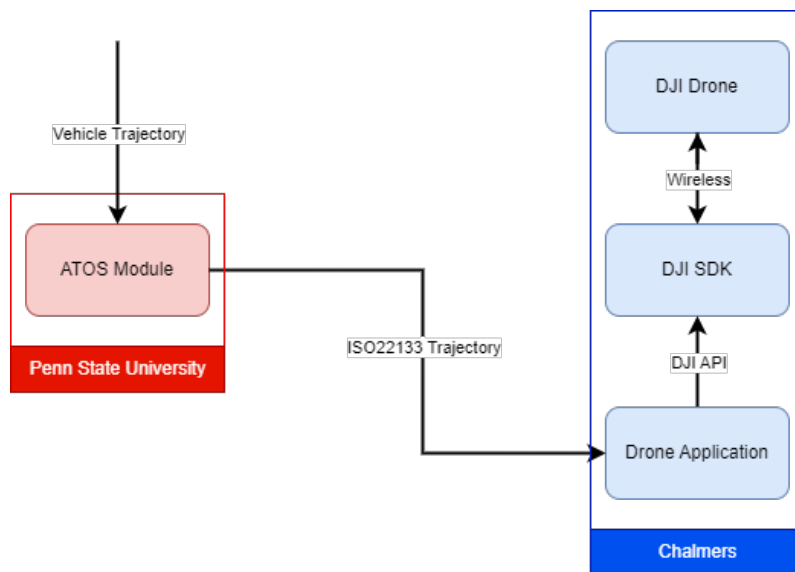 DJI Drone
Vehicle Trajectory
Wireless
ATOS Module
DJI SDK
ISO22133 Trajectory
Penn State University
DJI API
Drone Application
Chalmers